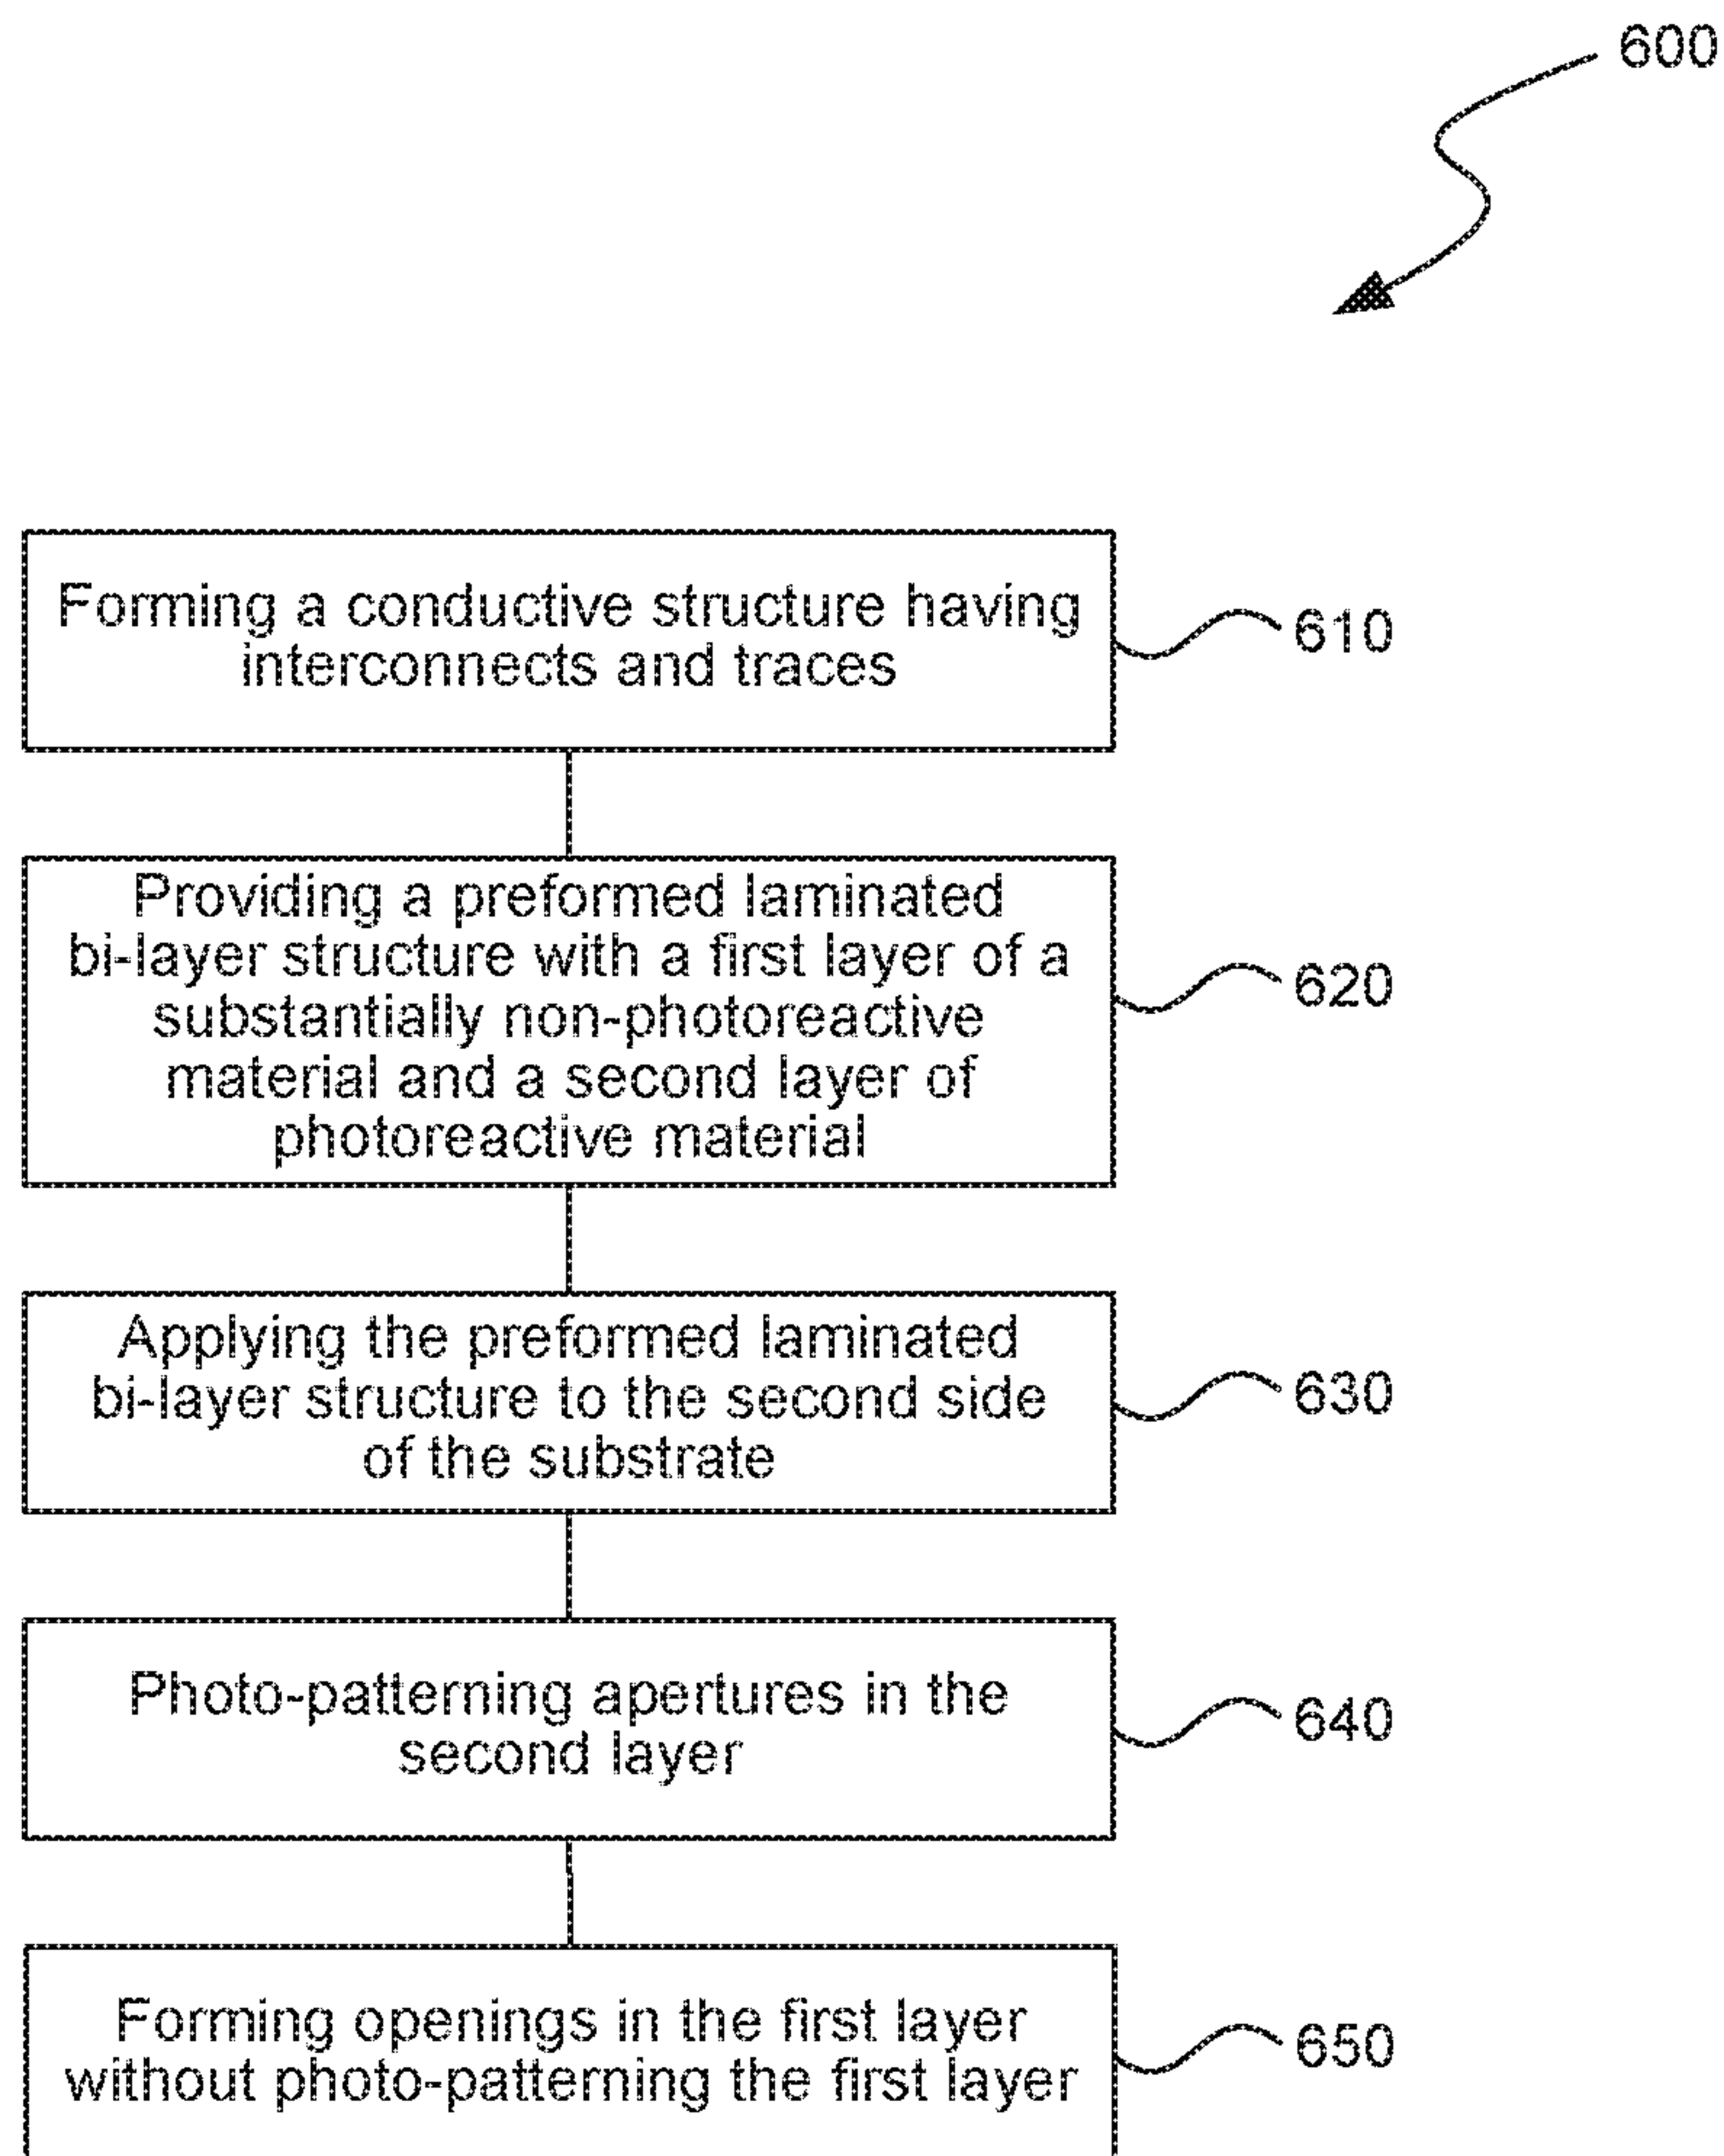 600
Forming a conductive structure having
interconnects and traces
610
Providing a preformed laminated
bi-layer structure with a first layer of a
substantially non-photoreactive
material and a second layer of
photoreactive material
620
Applying the preformed laminated
bi-layer structure to the second side
of the substrate
630
Photo-patterning apertures in the
second layer
640
Forming openings in the first layer
without photo-patterning the first layer
650